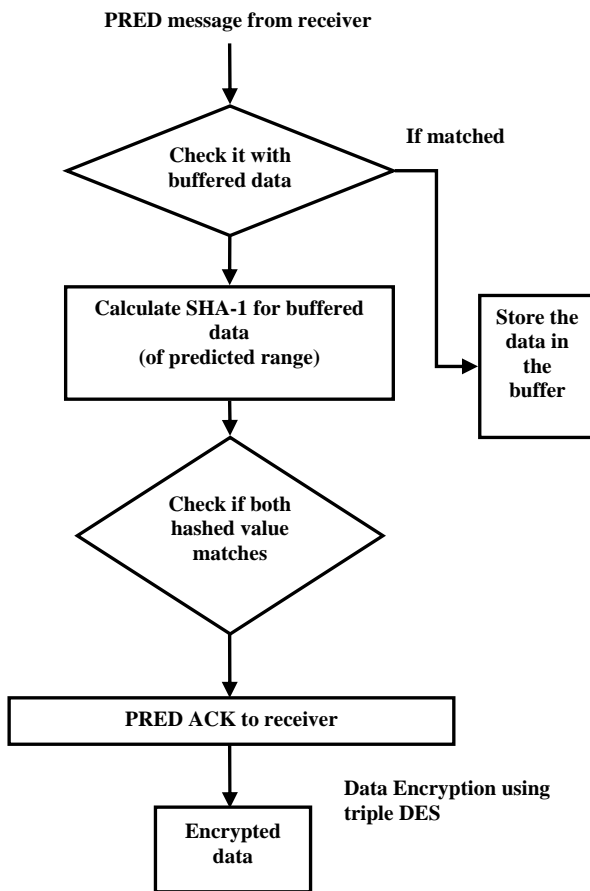 PRED message from receiver
If matched
Check it with
buffered data
Calculate SHA-1 for buffered
data
(of predicted range)
Store the
data in
the
buffer
Check if both
hashed value
matches
PRED ACK to receiver
Data Encryption using
triple DES
Encrypted
data